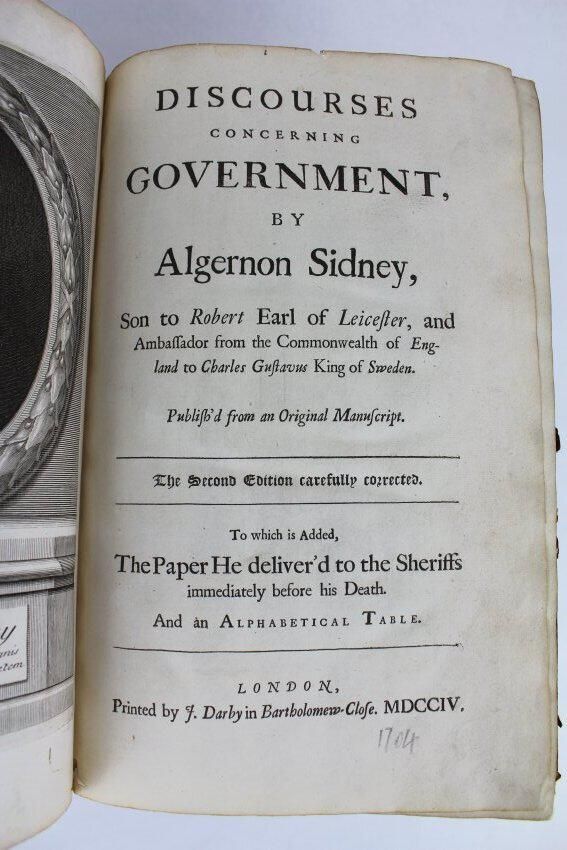 DISCOURSES
CONCERNING
GOVERNMENT,
BY
Algernon Sidney,
Son to Robert Earl of Leiceſter, and
Ambaſſador from the Commonwealth of Eng-
land to Charles Guſtavus King of Sweden.
Publiſh'd from an Original Manuſcript.
The Second Edition carefully corrected.
To which is Added,
The Paper He deliver'd to the Sheriffs
immediately before his Death.
And an ALPHABETICAL TABLE.
LONDON,
Printed by J. Darby in Bartholomew-Cloſe. MDCCIV.
1704